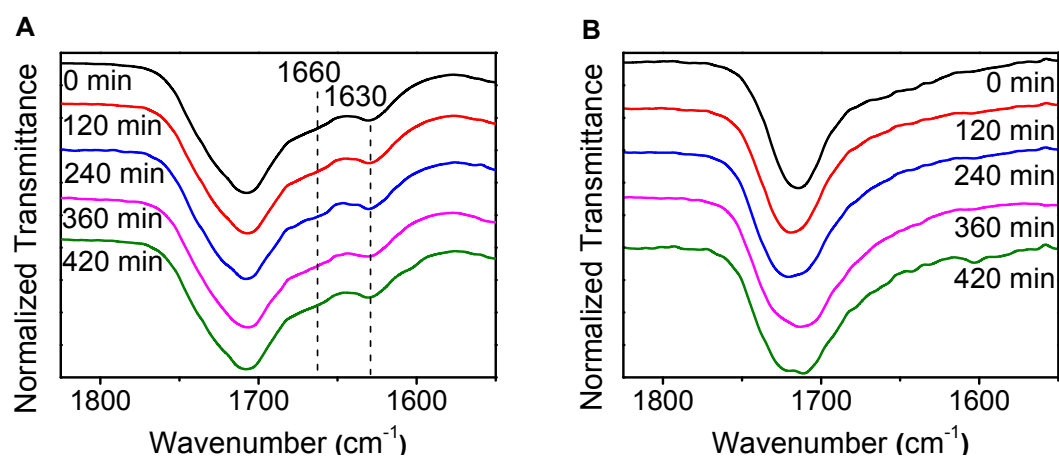 A
Normalized Transmittance
0 min
120 min
240 min
360 min
420 min
1660
1630
1800
1700
1600
Wavenumber (cm⁻¹)
B
Normalized Transmittance
0 min
120 min
240 min
360 min
420 min
1800
1700
1600
Wavenumber (cm⁻¹)